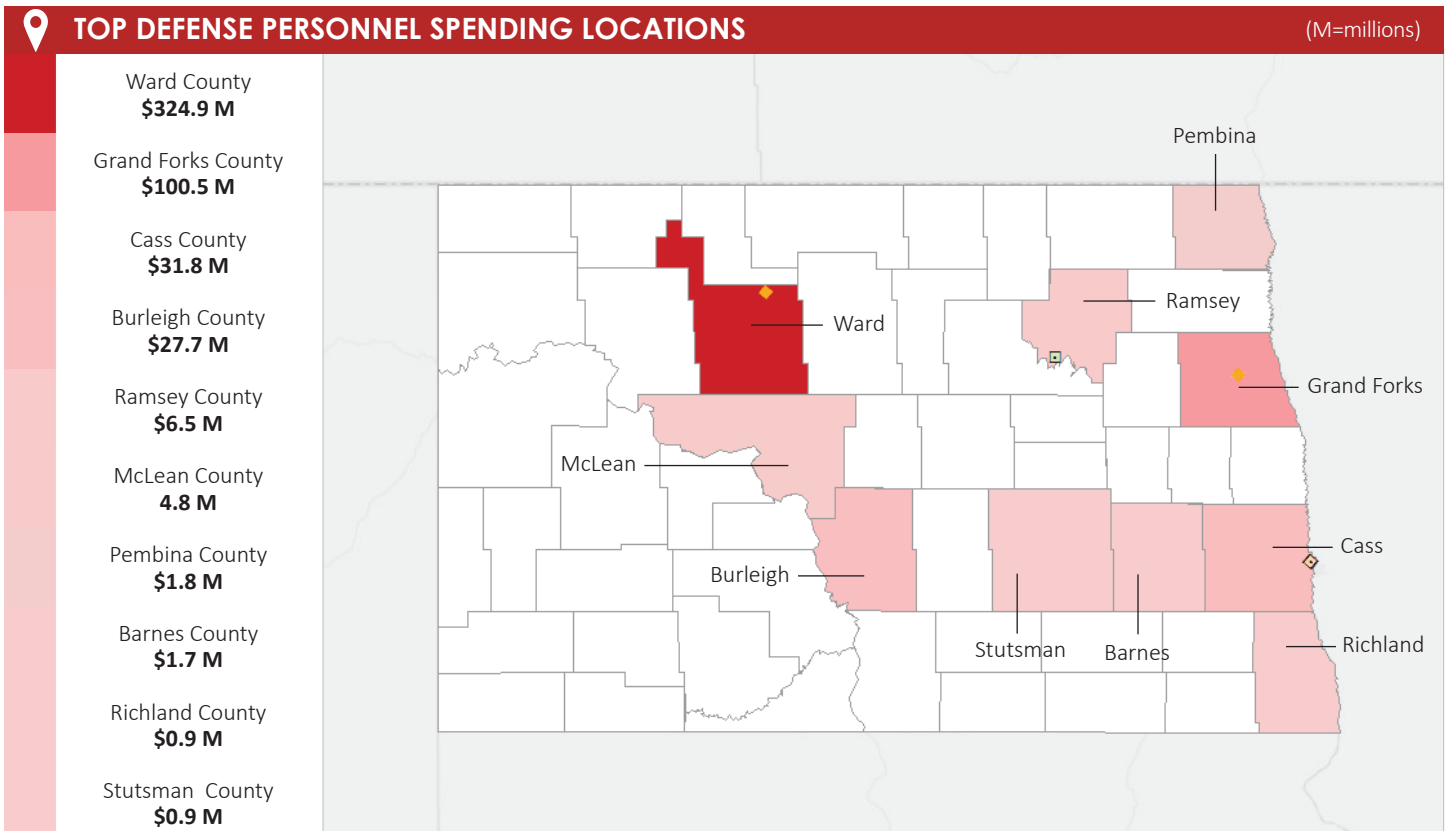 TOP DEFENSE PERSONNEL SPENDING LOCATIONS
(M=millions)
Ward County
$324.9 M
Grand Forks County
$100.5 M
Cass County
$31.8 M
Burleigh County
$27.7 M
Ramsey County
$6.5 M
McLean County
4.8 M
Pembina County
$1.8 M
Barnes County
$1.7 M
Richland County
$0.9 M
Stutsman  County
$0.9 M
Pembina
Ramsey
Ward
Grand Forks
McLean
Cass
Burleigh
Stutsman
Barnes
Richland